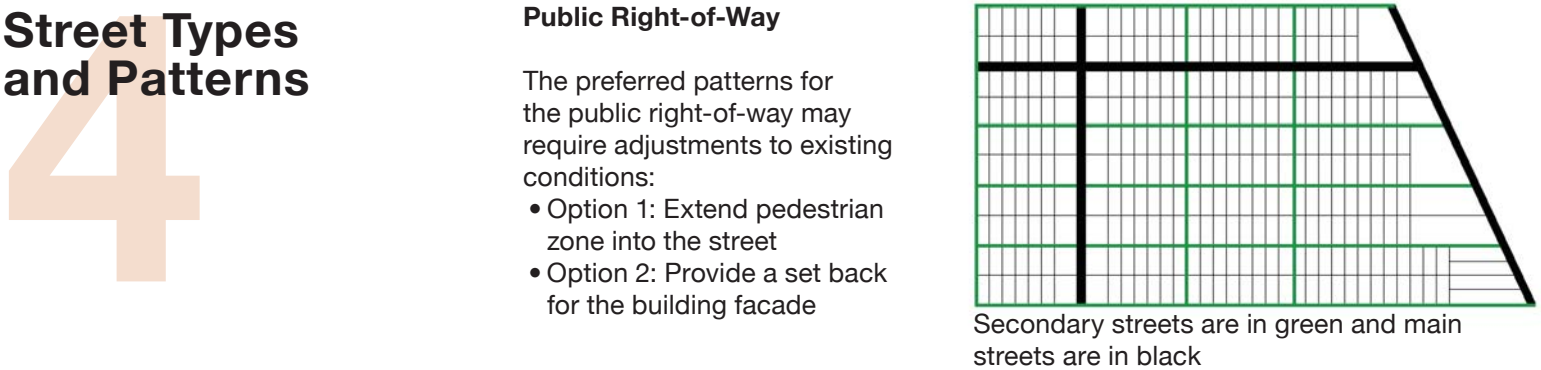 4
Street Types
and Patterns
Public Right-of-Way
The preferred patterns for
the public right-of-way may
require adjustments to existing
conditions:
• Option 1: Extend pedestrian
zone into the street
• Option 2: Provide a set back
for the building facade
Secondary streets are in green and main
streets are in black